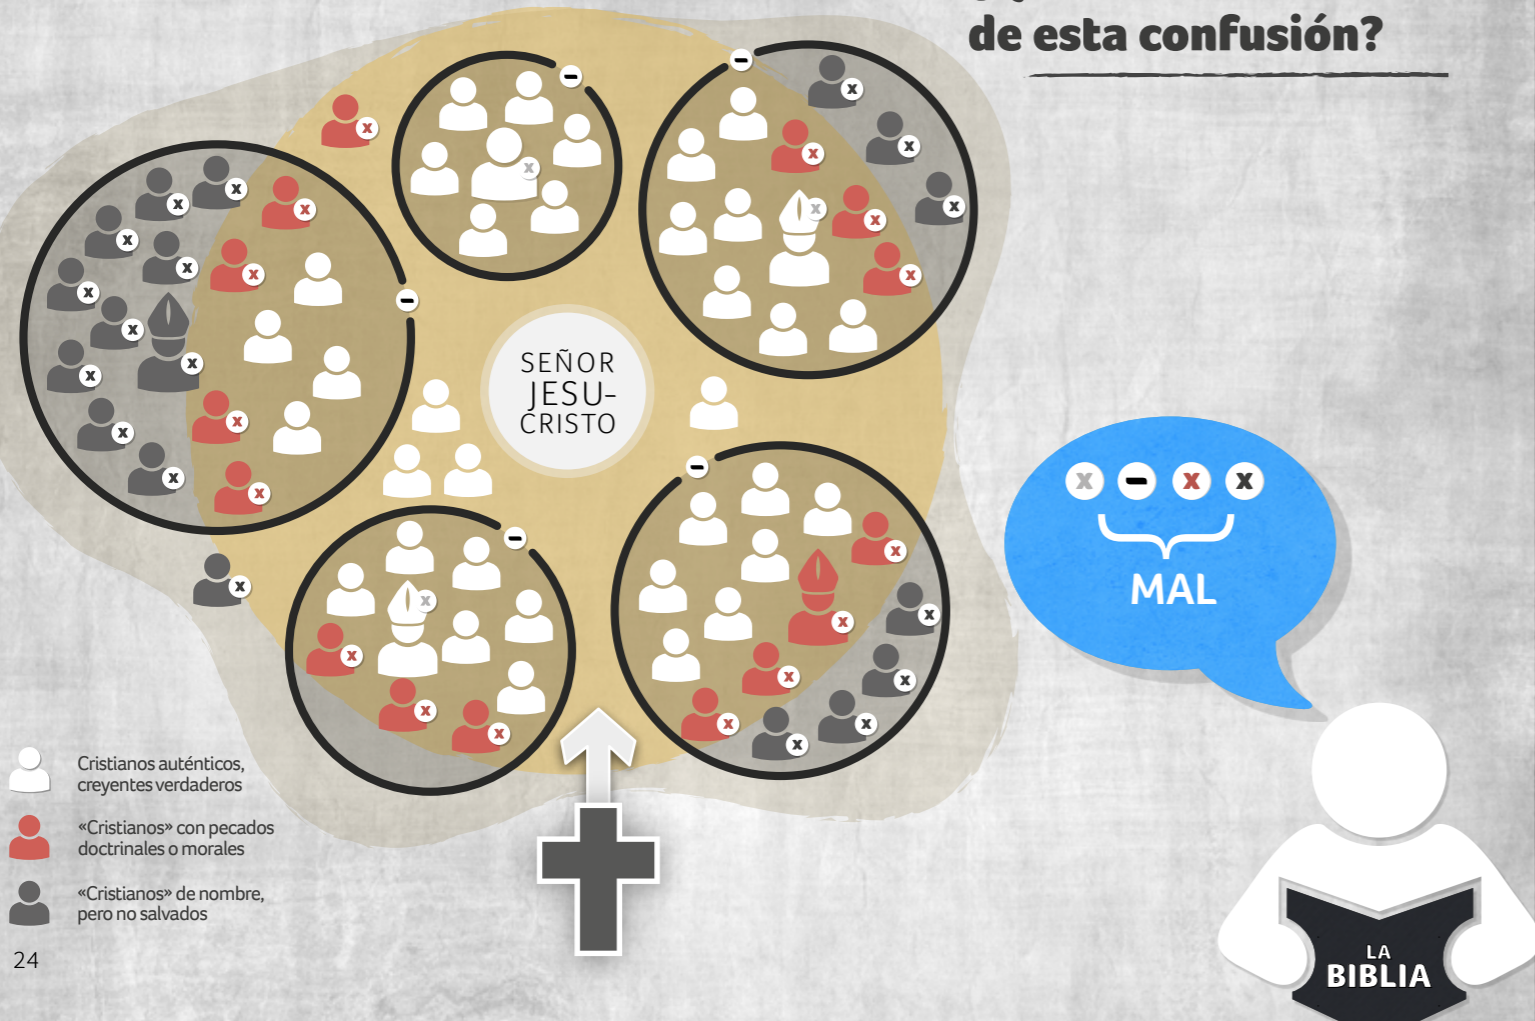 de esta confusión?
SEÑOR
JESU-
CRISTO
x - x x
MAL
Cristianos auténticos,
creyentes verdaderos
«Cristianos» con pecados
doctrinales o morales
«Cristianos» de nombre,
pero no salvados
24
LA
BIBLIA